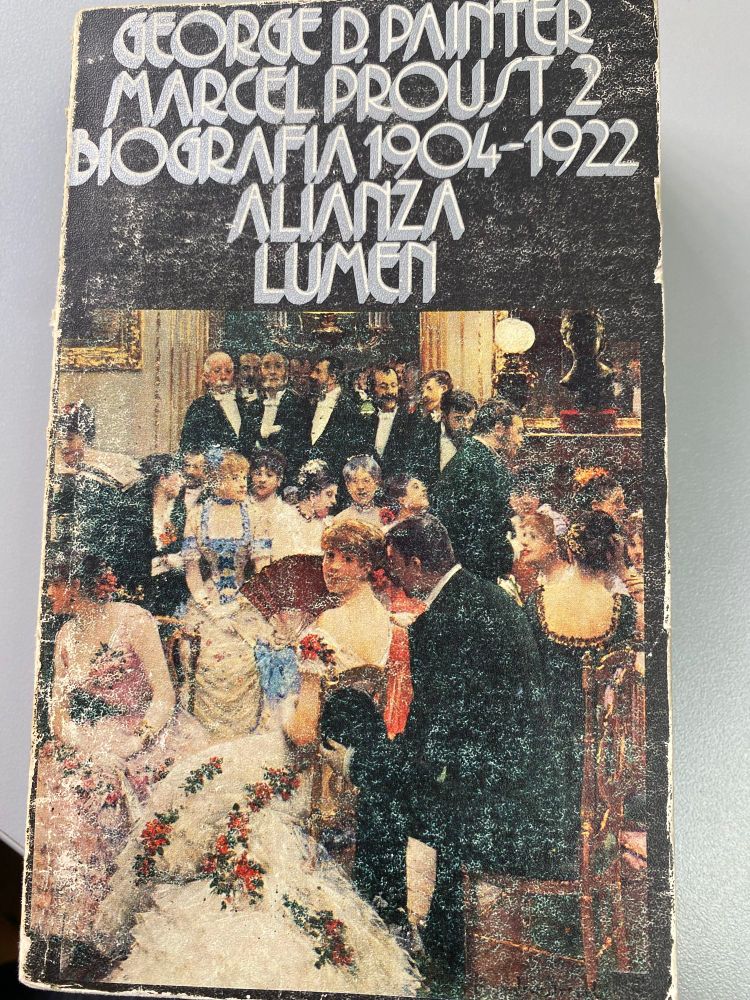 GEORGE D. PAINTER
MARCEL PROUST 2
BIOGRAFIA 1904-1922
ALIANZA
LUMEN